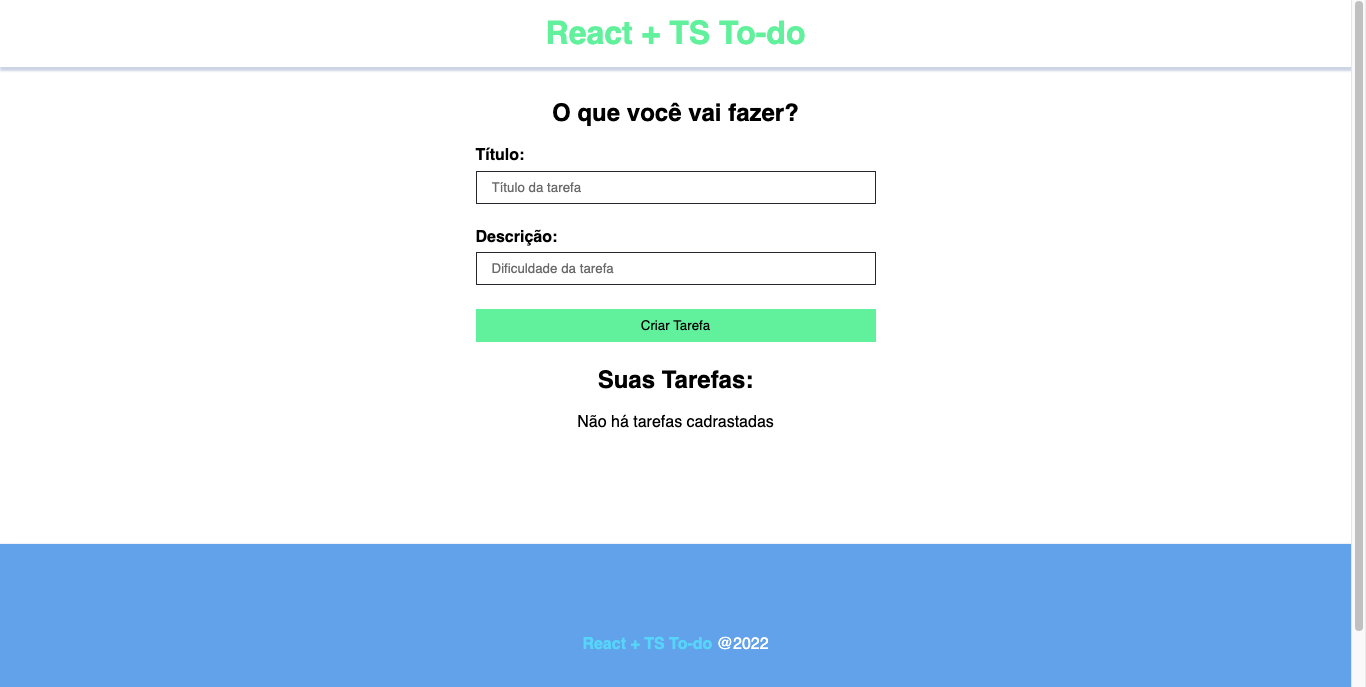 React + TS To-do
O que você vai fazer?
Título:
Título da tarefa
Descrição:
Dificuldade da tarefa
Criar Tarefa
Suas Tarefas:
Não há tarefas cadrastadas
React + TS To-do @2022